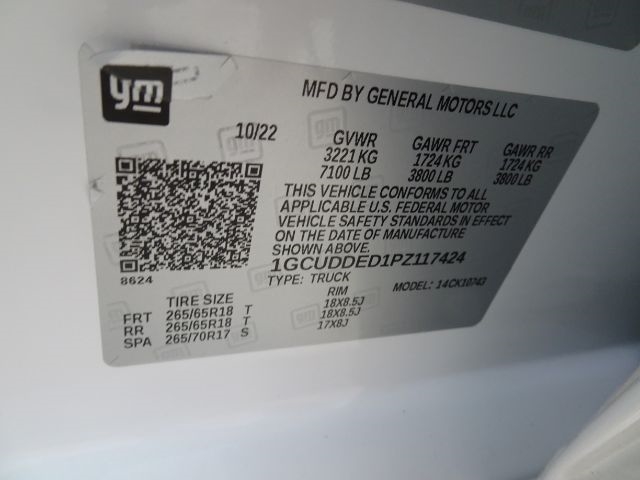 gm
MFD BY GENERAL MOTORS LLC
10/22 GVWR GAWR FRT GAWR RR
3221 KG 1724 KG 1724 KG
7100 LB 3800 LB 3800 LB
THIS VEHICLE CONFORMS TO ALL
APPLICABLE U.S. FEDERAL MOTOR
VEHICLE SAFETY STANDARDS IN EFFECT
ON THE DATE OF MANUFACTURE
SHOWN ABOVE.
1GCUDDED1PZ117424
8624
TYPE: TRUCK MODEL: 14CK10743
TIRE SIZE RIM
FRT 265/65R18 T 18X8.5J
RR 265/65R18 T 18X8.5J
SPA 265/70R17 S 17X8J